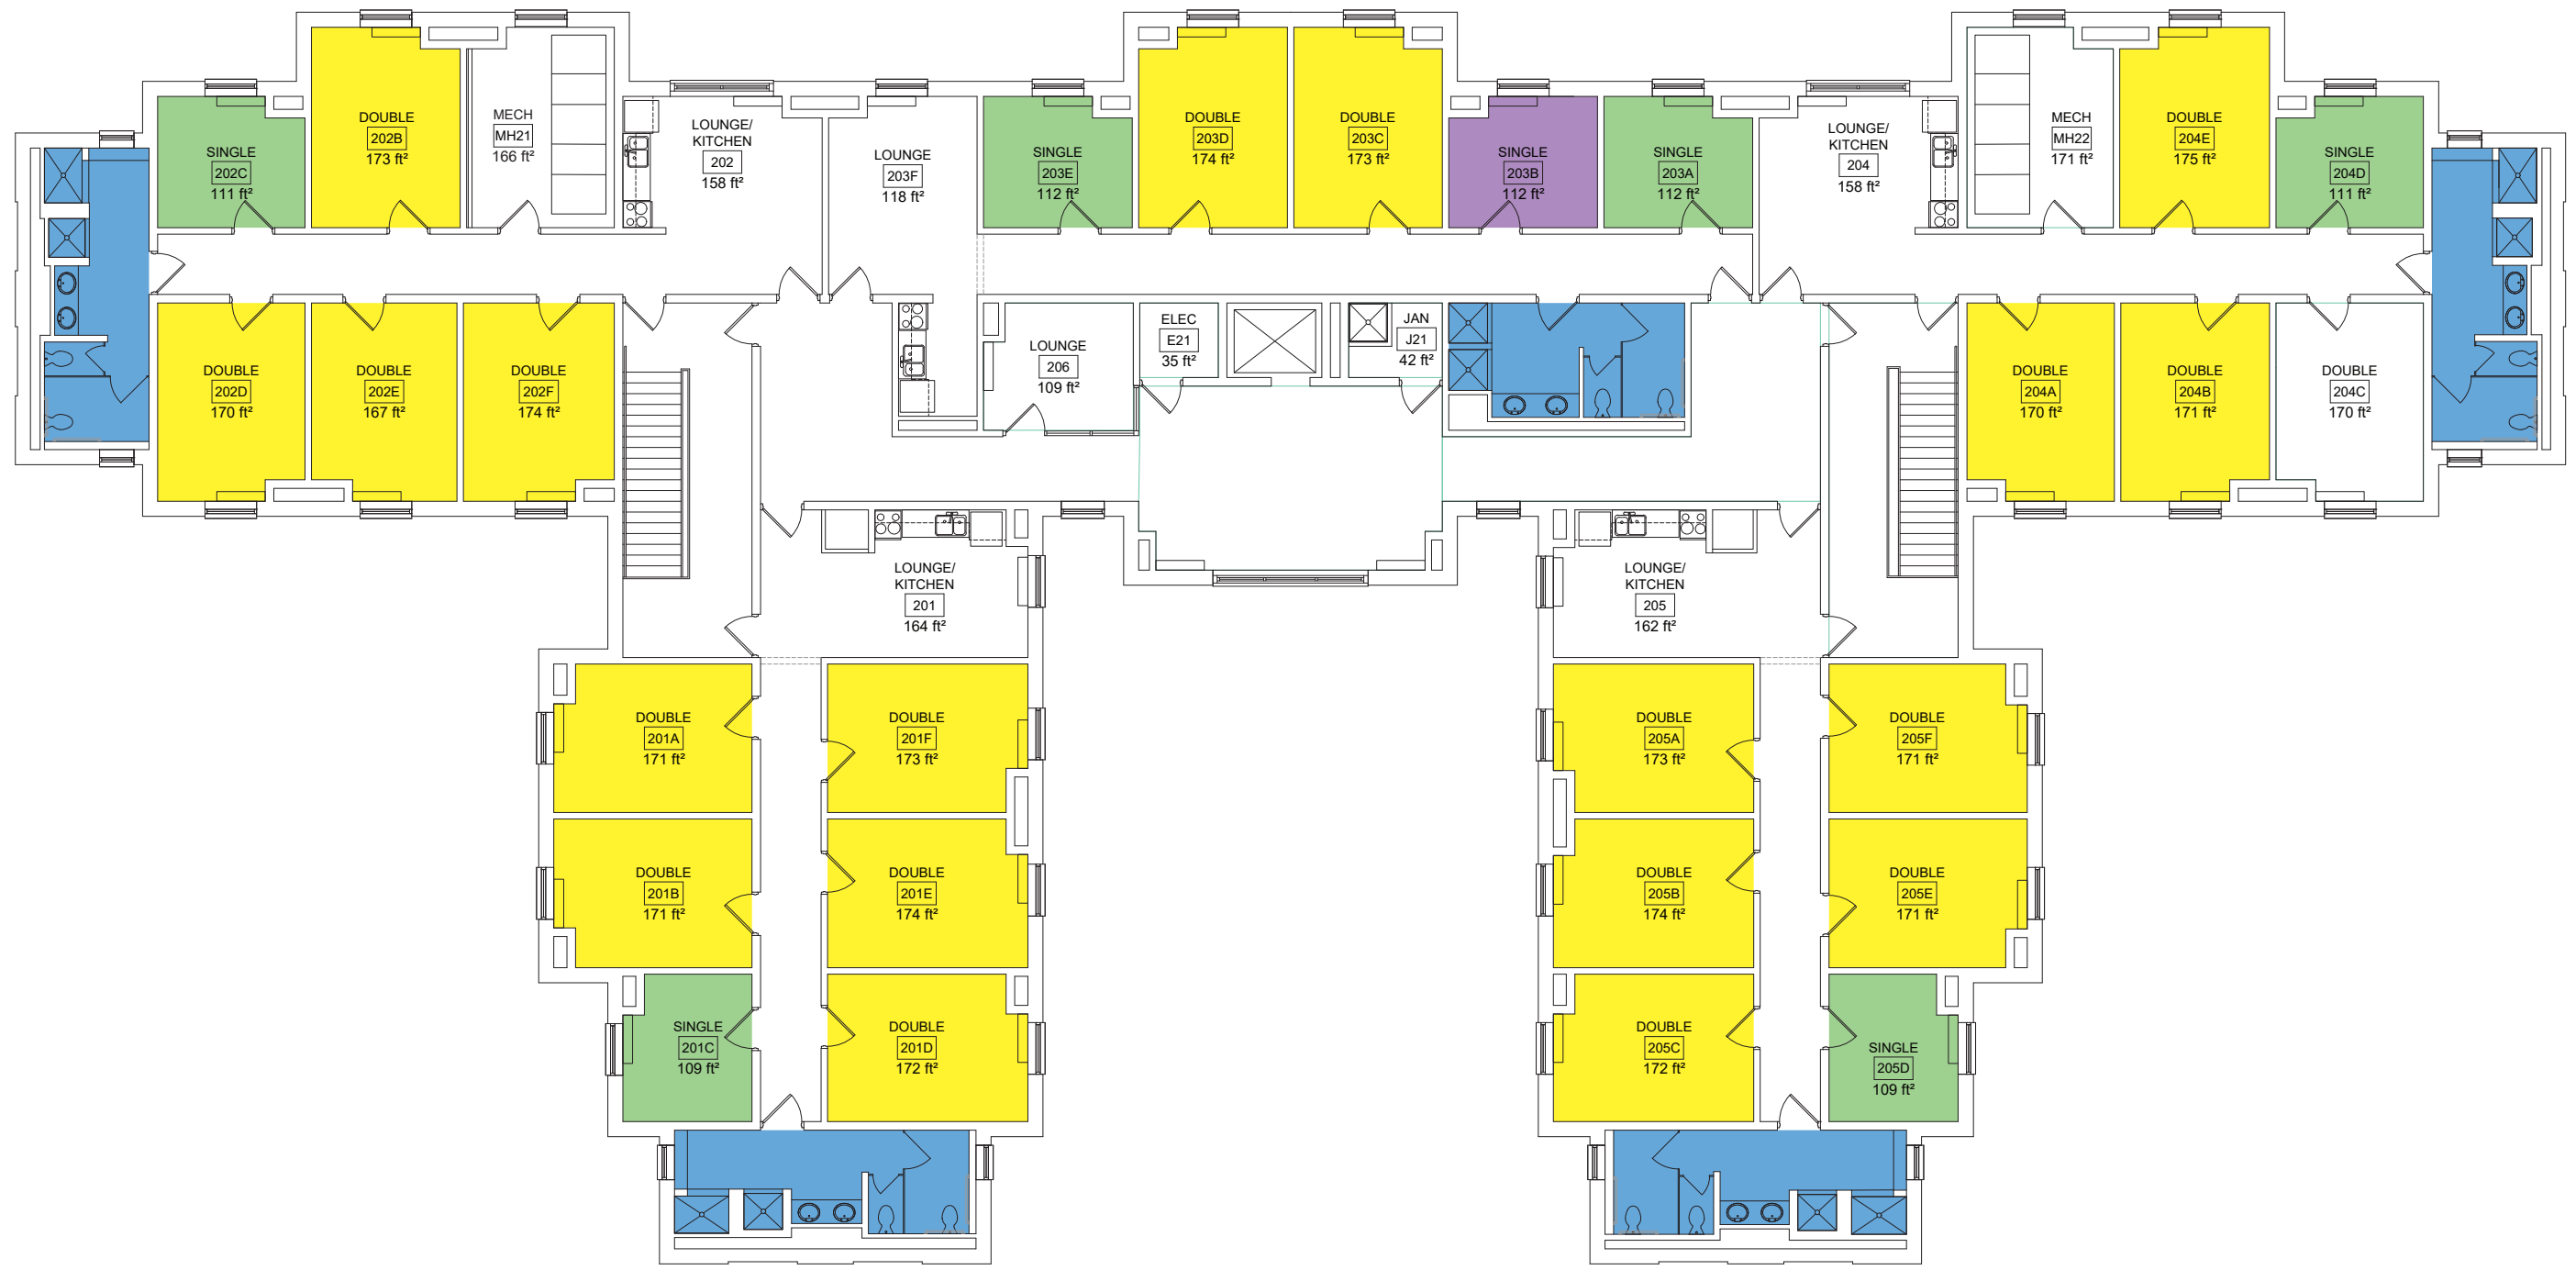 DOUBLE
202B
173 ft²
MECH
MH21
166 ft²
LOUNGE/
KITCHEN
202
158 ft²
SINGLE
202C
111 ft²
LOUNGE
203F
118 ft²
SINGLE
203E
112 ft²
DOUBLE
203D
174 ft²
DOUBLE
203C
173 ft²
SINGLE
203B
112 ft²
SINGLE
203A
112 ft²
LOUNGE/
KITCHEN
204
158 ft²
MECH
MH22
171 ft²
DOUBLE
204E
175 ft²
SINGLE
204D
111 ft²
DOUBLE
202D
170 ft²
DOUBLE
202E
167 ft²
DOUBLE
202F
174 ft²
LOUNGE
206
109 ft²
ELEC
E21
35 ft²
JAN
J21
42 ft²
DOUBLE
204A
170 ft²
DOUBLE
204B
171 ft²
DOUBLE
204C
170 ft²
LOUNGE/
KITCHEN
201
164 ft²
LOUNGE/
KITCHEN
205
162 ft²
DOUBLE
201A
171 ft²
DOUBLE
201F
173 ft²
DOUBLE
205A
173 ft²
DOUBLE
205F
171 ft²
DOUBLE
201B
171 ft²
DOUBLE
201E
174 ft²
DOUBLE
205B
174 ft²
DOUBLE
205E
171 ft²
SINGLE
201C
109 ft²
DOUBLE
201D
172 ft²
DOUBLE
205C
172 ft²
SINGLE
205D
109 ft²